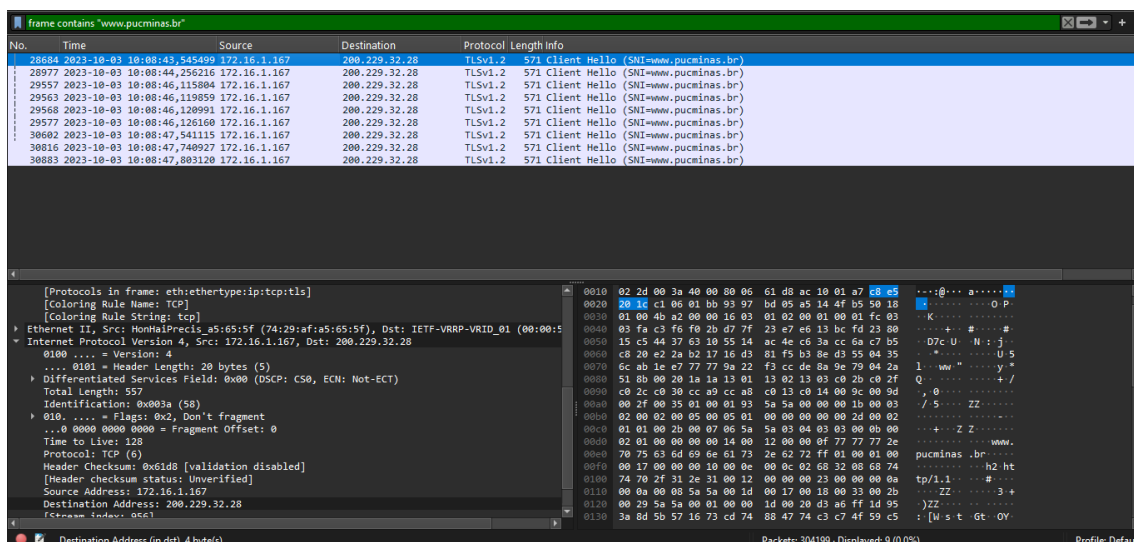 frame contains "www.pucminas.br"
No. Time Source Destination Protocol Length Info
28684 2023-10-03 10:08:43,545499 172.16.1.167 200.229.32.28 TLSv1.2 571 Client Hello (SNI=www.pucminas.br)
28977 2023-10-03 10:08:44,256216 172.16.1.167 200.229.32.28 TLSv1.2 571 Client Hello (SNI=www.pucminas.br)
29557 2023-10-03 10:08:46,115804 172.16.1.167 200.229.32.28 TLSv1.2 571 Client Hello (SNI=www.pucminas.br)
29563 2023-10-03 10:08:46,119859 172.16.1.167 200.229.32.28 TLSv1.2 571 Client Hello (SNI=www.pucminas.br)
29568 2023-10-03 10:08:46,120991 172.16.1.167 200.229.32.28 TLSv1.2 571 Client Hello (SNI=www.pucminas.br)
29577 2023-10-03 10:08:46,126160 172.16.1.167 200.229.32.28 TLSv1.2 571 Client Hello (SNI=www.pucminas.br)
30602 2023-10-03 10:08:47,541115 172.16.1.167 200.229.32.28 TLSv1.2 571 Client Hello (SNI=www.pucminas.br)
30816 2023-10-03 10:08:47,740927 172.16.1.167 200.229.32.28 TLSv1.2 571 Client Hello (SNI=www.pucminas.br)
30883 2023-10-03 10:08:47,803120 172.16.1.167 200.229.32.28 TLSv1.2 571 Client Hello (SNI=www.pucminas.br)
[Protocols in frame: eth:ethertype:ip:tcp:tls]
[Coloring Rule Name: TCP]
[Coloring Rule String: tcp]
Ethernet II, Src: HonHaiPrecis_a5:65:5f (74:29:af:a5:65:5f), Dst: IETF-VRRP-VRID_01 (00:00:5
Internet Protocol Version 4, Src: 172.16.1.167, Dst: 200.229.32.28
0100 .... = Version: 4
.... 0101 = Header Length: 20 bytes (5)
Differentiated Services Field: 0x00 (DSCP: CS0, ECN: Not-ECT)
Total Length: 557
Identification: 0x003a (58)
010. .... = Flags: 0x2, Don't fragment
...0 0000 0000 0000 = Fragment Offset: 0
Time to Live: 128
Protocol: TCP (6)
Header Checksum: 0x61d8 [validation disabled]
[Header checksum status: Unverified]
Source Address: 172.16.1.167
Destination Address: 200.229.32.28
[Stream index: 956]
0010 02 2d 00 3a 40 00 80 06 61 d8 ac 10 01 a7 c8 e5
0020 20 1c c1 06 01 bb 93 97 bd 05 a5 14 4f b5 50 18
0030 01 00 4b a2 00 00 16 03 01 02 00 01 00 01 fc 03
0040 03 fa c3 f6 f0 2b d7 7f 23 e7 e6 13 bc fd 23 80
0050 15 c5 44 37 63 10 55 14 ac 4e c6 3a cc 6a c7 b5
0060 c8 20 e2 2a b2 17 16 d3 81 f5 b3 8e d3 55 04 35
0070 6c ab 1e e7 77 77 9a 22 f3 cc de 8a 9e 79 04 2a
0080 51 8b 00 20 1a 1a 13 01 13 02 13 03 c0 2b c0 2f
0090 c0 2c c0 30 cc a9 cc a8 c0 13 c0 14 00 9c 00 9d
00a0 00 2f 00 35 01 00 01 93 5a 5a 00 00 00 1b 00 03
00b0 02 00 02 00 05 00 05 01 00 00 00 00 00 2d 00 02
00c0 01 01 00 2b 00 07 06 5a 5a 03 04 03 03 00 0b 00
00d0 02 01 00 00 00 00 14 00 12 00 00 0f 77 77 77 2e
00e0 70 75 63 6d 69 6e 61 73 2e 62 72 ff 01 00 01 00
00f0 00 17 00 00 00 10 00 0e 00 0c 02 68 32 08 68 74
0100 74 70 2f 31 2e 31 00 12 00 00 00 23 00 00 00 0a
0110 00 0a 00 08 5a 5a 00 1d 00 17 00 18 00 33 00 2b
0120 00 29 5a 5a 00 01 00 00 1d 00 20 d3 a6 ff 1d 95
0130 3a 8d 5b 57 16 73 cd 74 88 47 74 c3 c7 4f 59 c5
Destination Address (ip.dst), 4 byte(s)
Packets: 304199 · Displayed: 9 (0.0%)
Profile: Defau